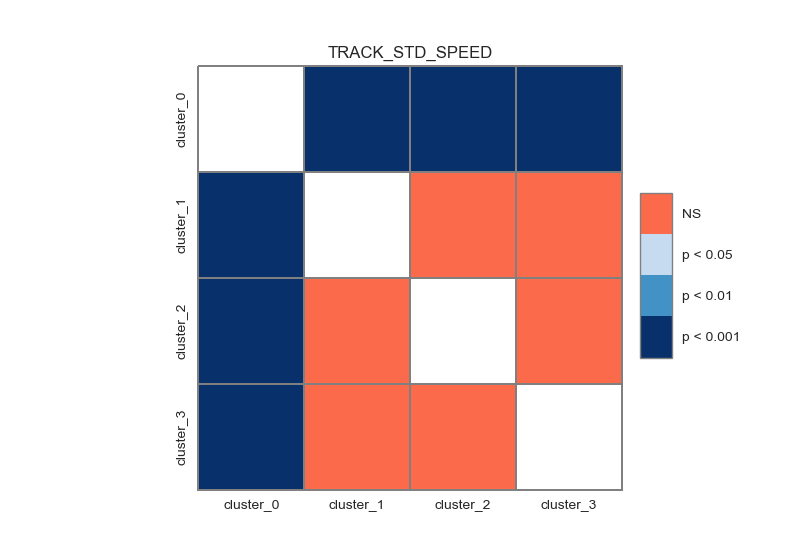 TRACK_STD_SPEED
cluster_0
cluster_1
cluster_2
cluster_3
NS
p < 0.05
p < 0.01
p < 0.001
cluster_0 cluster_1 cluster_2 cluster_3